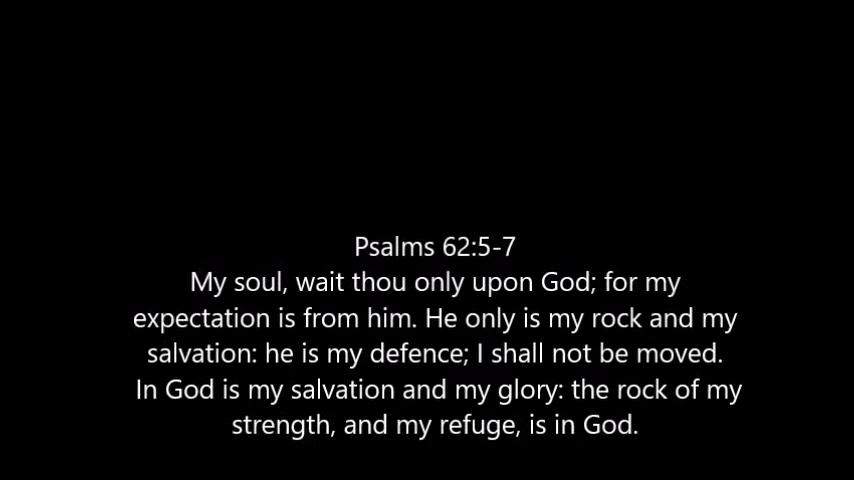 Psalms 62:5-7
My soul, wait thou only upon God; for my
expectation is from him. He only is my rock and my
salvation: he is my defence; I shall not be moved.
In God is my salvation and my glory: the rock of my
strength, and my refuge, is in God.